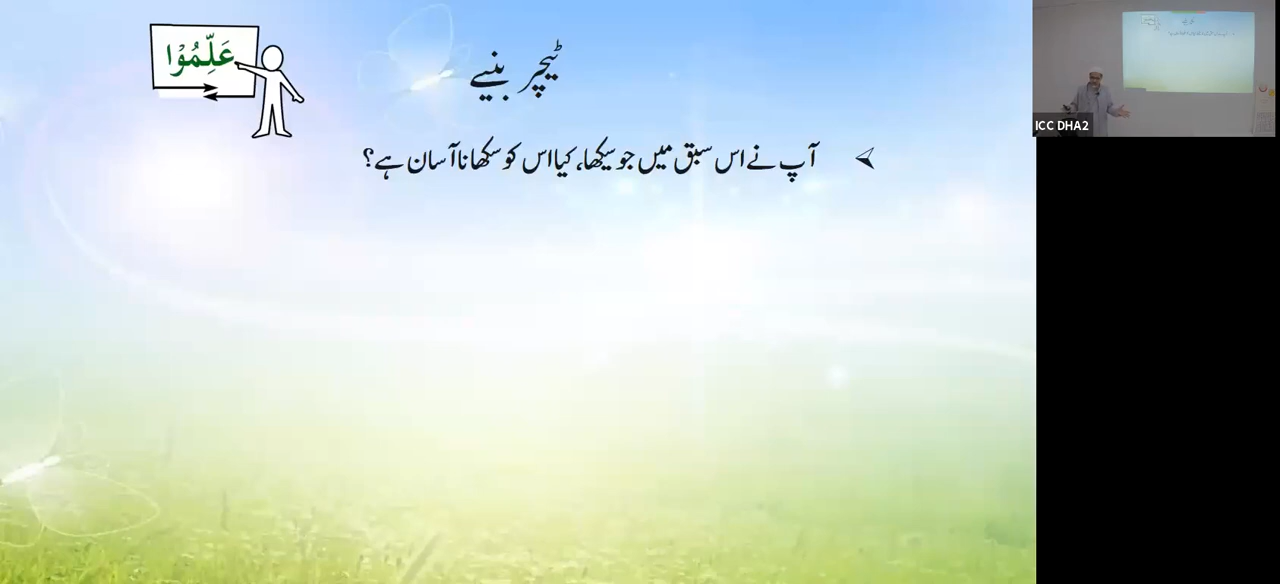 عَلِّمُوْا
ٹیچر بنیے
آپ نے اس سبق میں جو سیکھا، کیا اس کو سکھانا آسان ہے؟
ICC DHA2